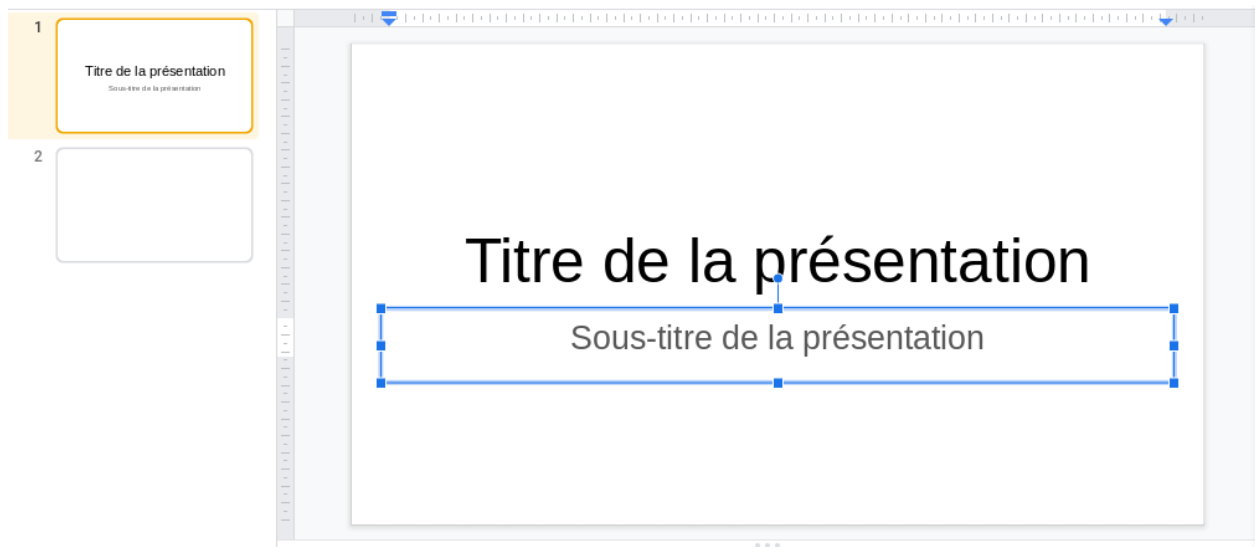 1
Titre de la présentation
Sous-titre de la présentation
2
Titre de la présentation
Sous-titre de la présentation